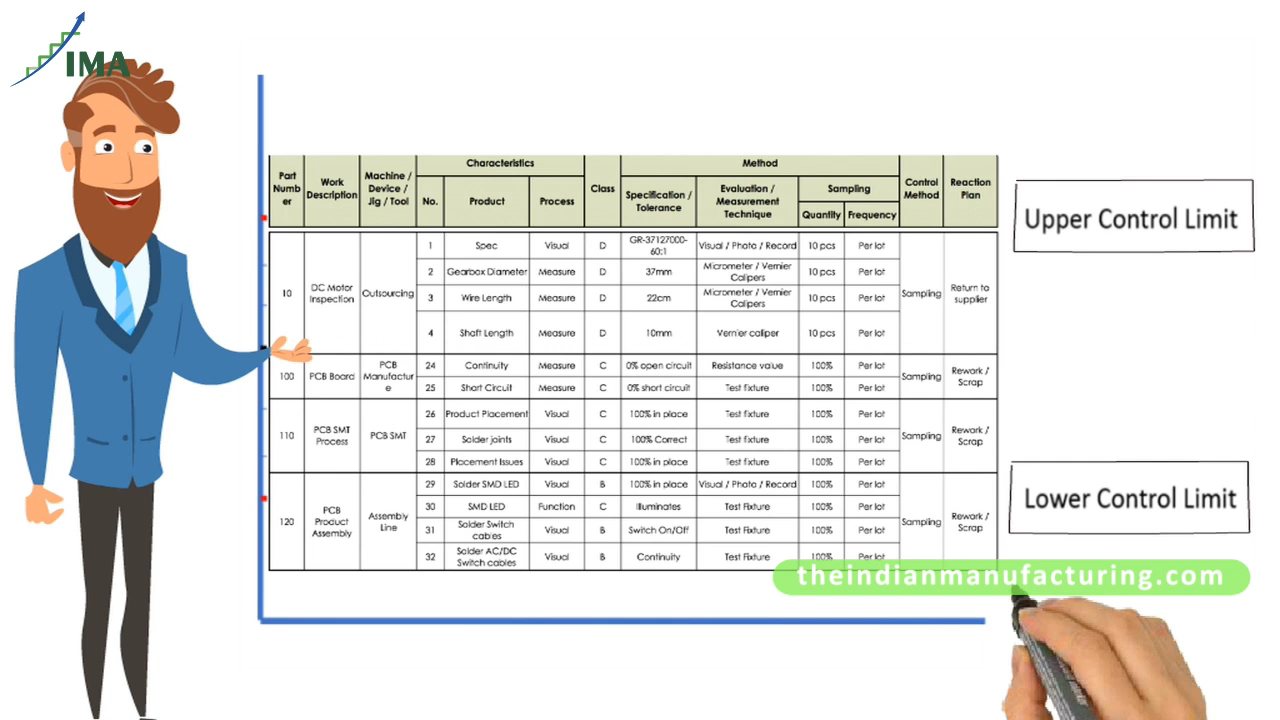 IMA
Characteristics
Method
Part
Numb
er
Work
Description
Machine /
Device /
Jig / Tool
No.
Product
Process
Class
Specification /
Tolerance
Evaluation /
Measurement
Technique
Sampling
Quantity
Frequency
Control
Method
Reaction
Plan
10
DC Motor
Inspection
Outsourcing
1 Spec Visual D GR-37127000-
60:1
Visual / Photo / Record 10 pcs Per lot
2 Gearbox Diameter Measure D 37mm Micrometer / Vernier
Calipers
10 pcs Per lot
3 Wire Length Measure D 22cm Micrometer / Vernier
Calipers
10 pcs Per lot
4 Shaft Length Measure D 10mm Vernier caliper 10 pcs Per lot
Sampling
Return to
supplier
100
PCB Board
PCB
Manufactur
e
24 Continuity Measure C 0% open circuit Resistance value 100% Per lot
25 Short Circuit Measure C 0% short circuit Test fixture 100% Per lot
Sampling
Rework /
Scrap
110
PCB SMT
Process
PCB SMT
26 Product Placement Visual C 100% in place Test fixture 100% Per lot
27 Solder joints Visual C 100% Correct Test fixture 100% Per lot
28 Placement Issues Visual C 100% in place Test fixture 100% Per lot
Sampling
Rework /
Scrap
120
PCB
Product
Assembly
Assembly
Line
29 Solder SMD LED Visual B 100% in place Visual / Photo / Record 100% Per lot
30 SMD LED Function C Illuminates Test Fixture 100% Per lot
31 Solder Switch
cables
Visual B Switch On/Off Test Fixture 100% Per lot
32 Solder AC/DC
Switch cables
Visual B Continuity Test Fixture 100% Per lot
Sampling
Rework /
Scrap
Upper Control Limit
Lower Control Limit
theindianmanufacturing.com